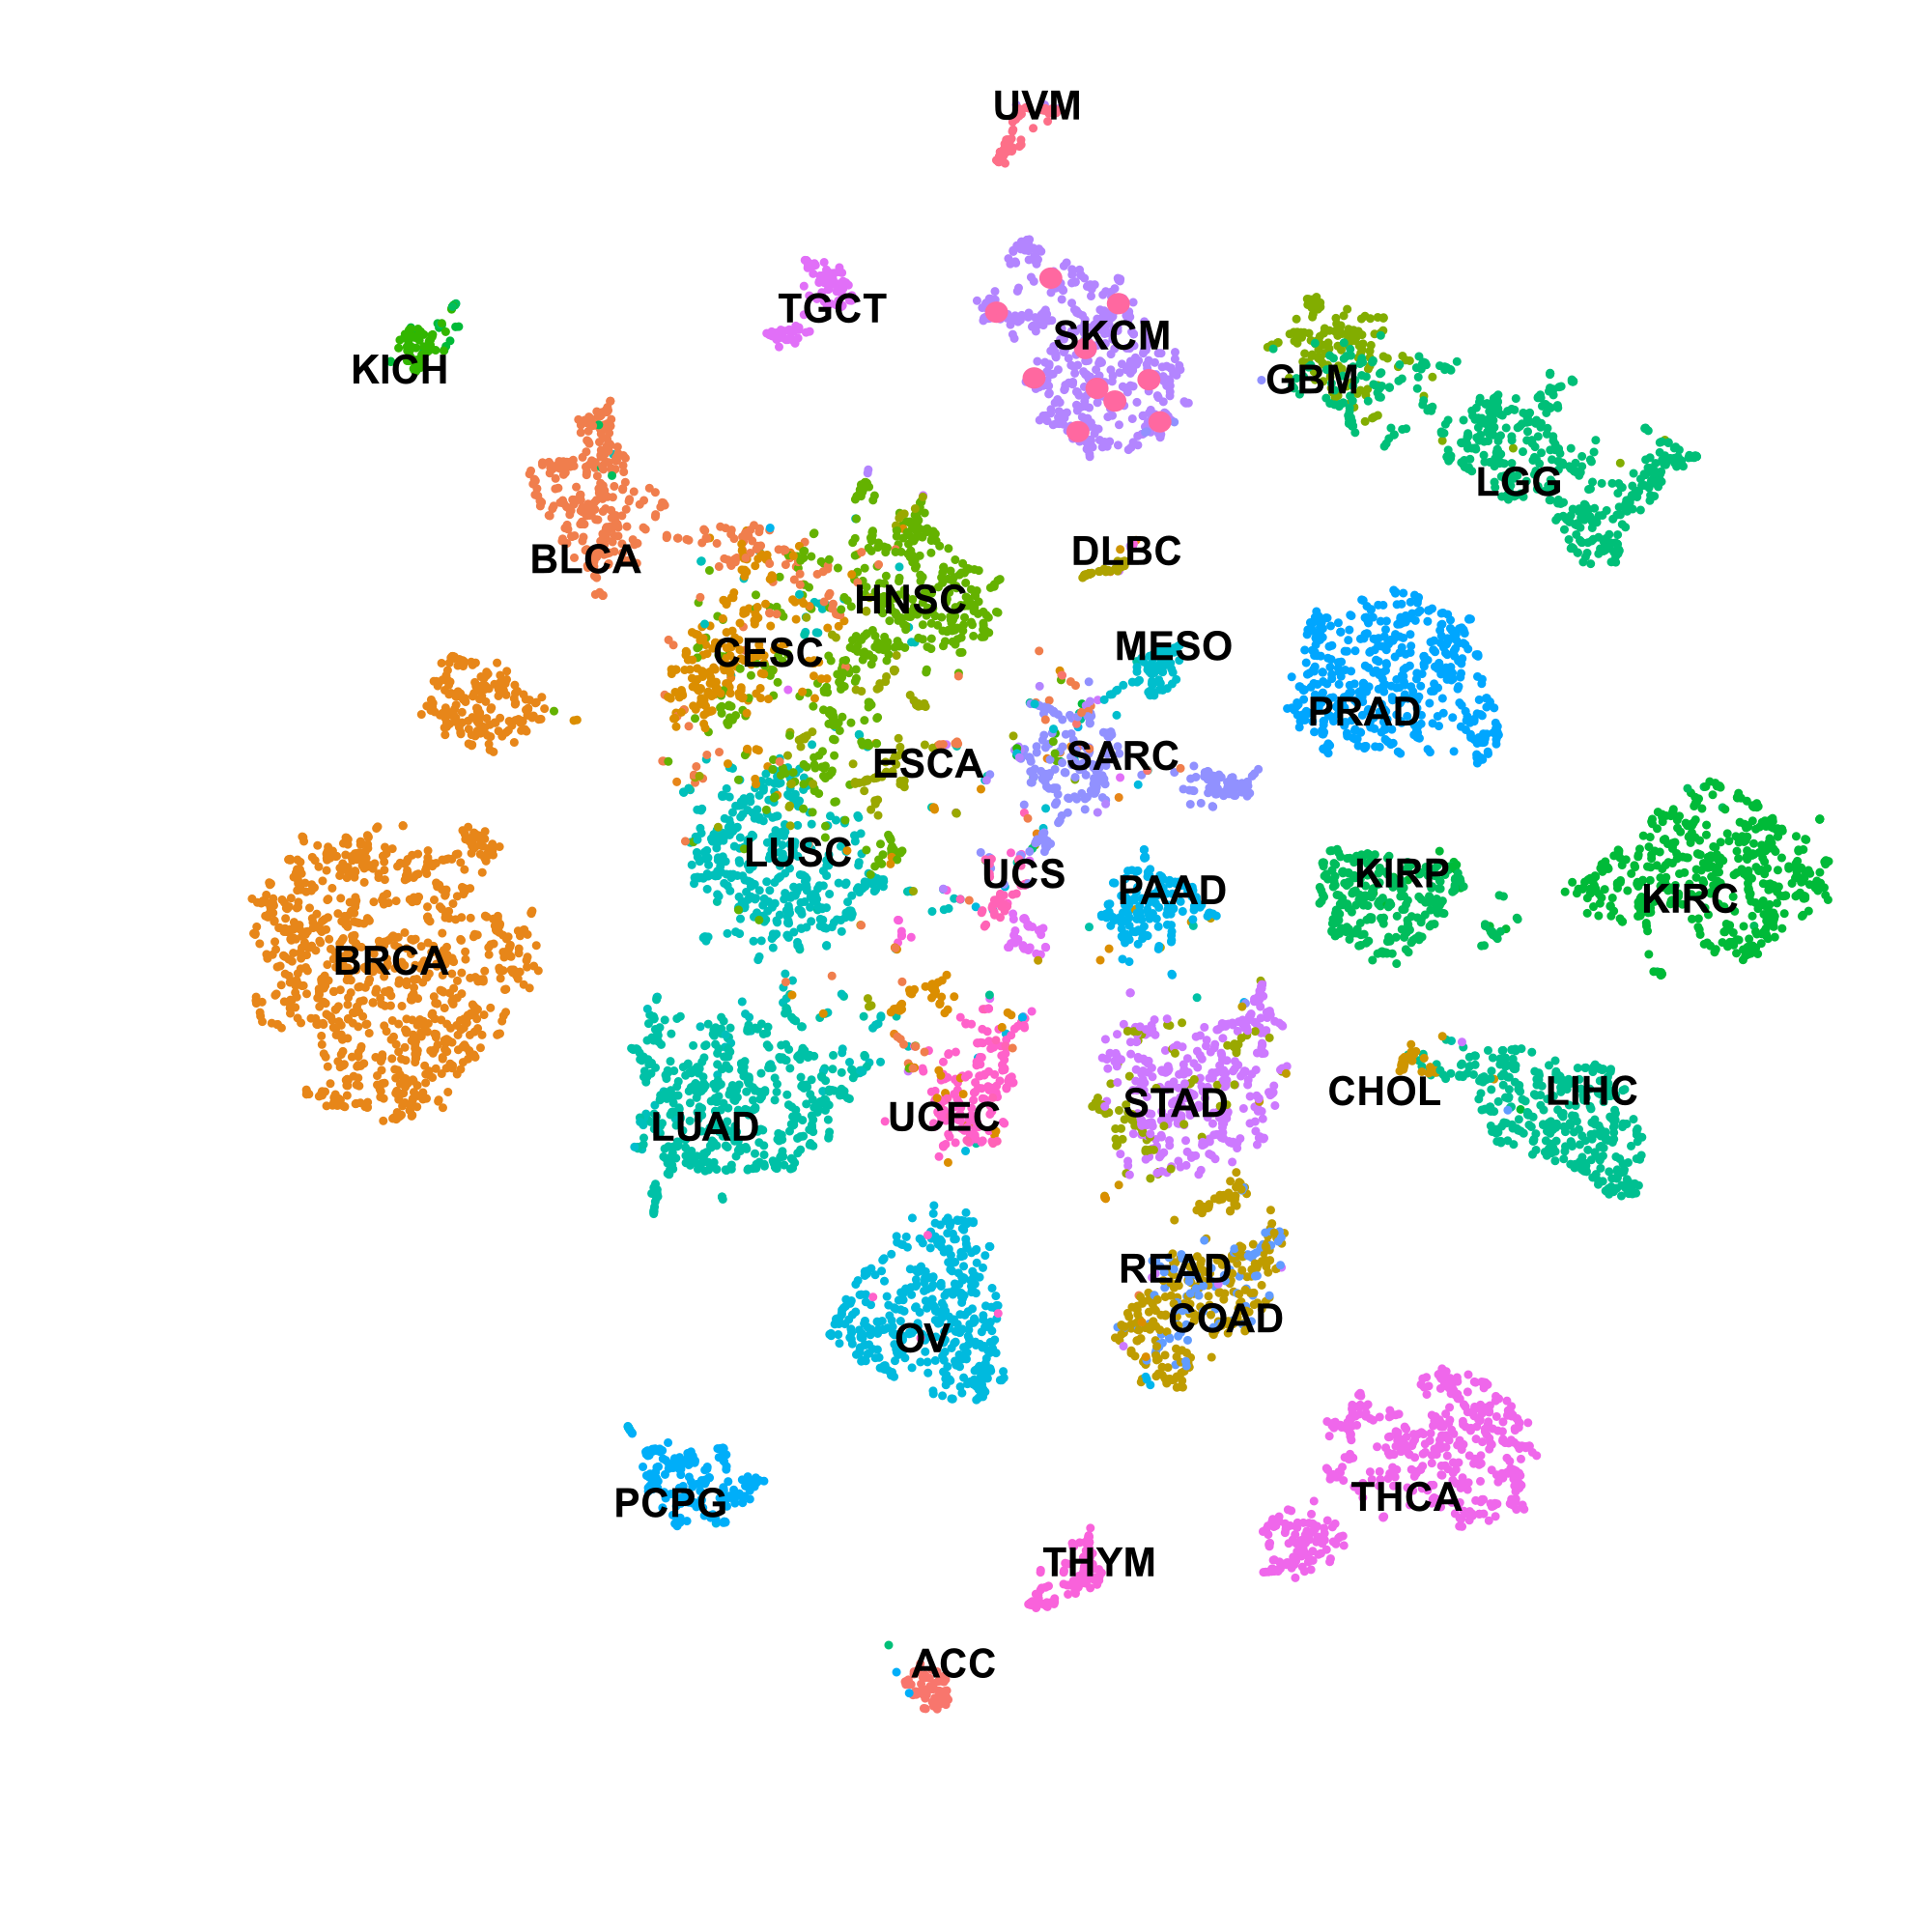 UVM
TGCT
SKCM
KICH
GBM
LGG
BLCA
DLBC
HNSC
CESC
MESO
PRAD
ESCA
SARC
LUSC
UCS
PAAD
KIRP
KIRC
BRCA
CHOL
LIHC
STAD
UCEC
LUAD
READ
COAD
OV
THCA
PCPG
THYM
ACC